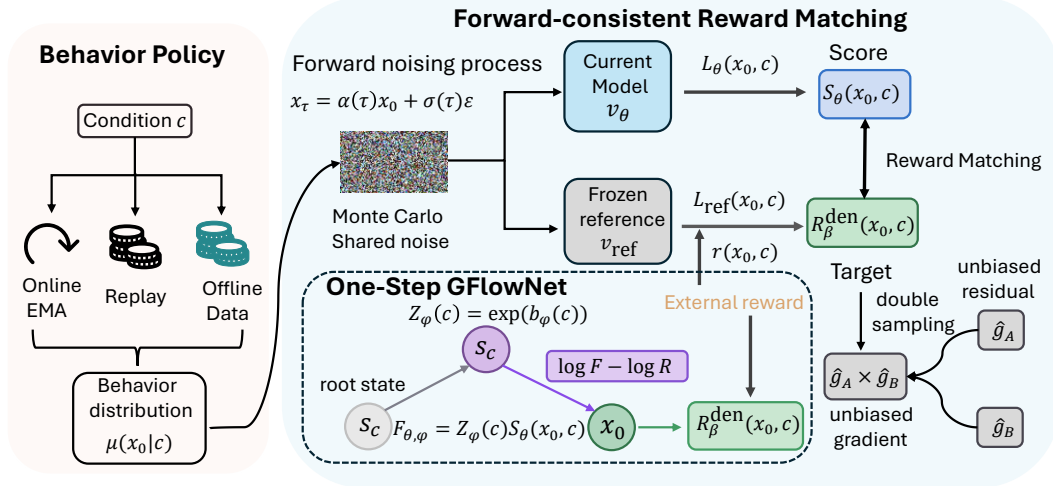 Behavior Policy
Condition c
Online
EMA
Replay
Offline
Data
Behavior
distribution
μ(x₀|c)
Forward-consistent Reward Matching
Forward noising process
x_τ = α(τ)x₀ + σ(τ)ε
Monte Carlo
Shared noise
Current
Model
v_θ
L_θ(x₀, c)
Score
S_θ(x₀, c)
Reward Matching
Frozen
reference
v_ref
L_ref(x₀, c)
r(x₀, c)
R_β^den(x₀, c)
One-Step GFlowNet
External reward
Z_φ(c) = exp(b_φ(c))
s_c
log F − log R
root state
s_c
F_θ,φ = Z_φ(c)S_θ(x₀, c)
x₀
R_β^den(x₀, c)
Target
double
sampling
unbiased
residual
ĝ_A
ĝ_A × ĝ_B
unbiased
gradient
ĝ_B